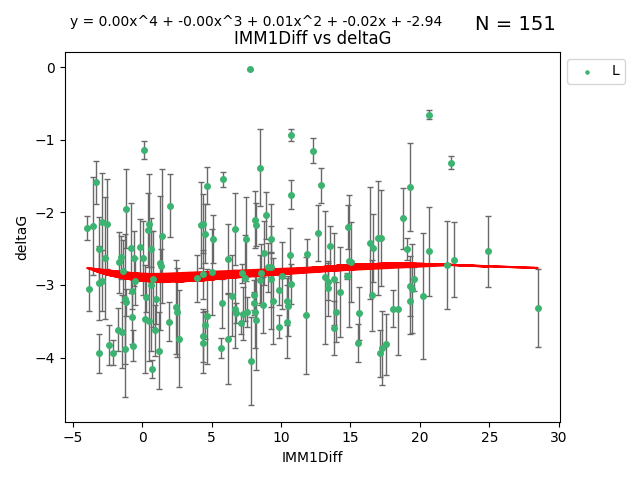 y = 0.00x^4 + -0.00x^3 + 0.01x^2 + -0.02x + -2.94
N = 151
IMM1Diff vs deltaG
L
0
−1
−2
−3
−4
deltaG
−5 0 5 10 15 20 25 30
IMM1Diff